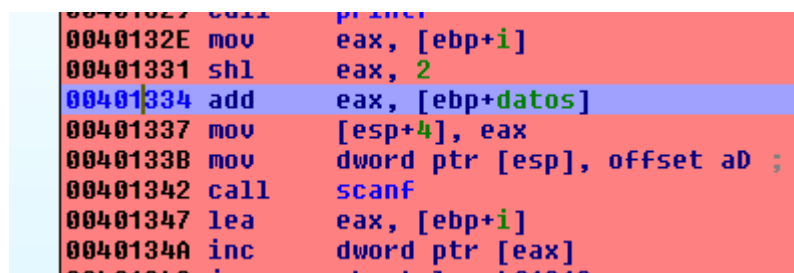 0040132E mov eax, [ebp+i]
00401331 shl eax, 2
00401334 add eax, [ebp+datos]
00401337 mov [esp+4], eax
0040133B mov dword ptr [esp], offset aD ;
00401342 call scanf
00401347 lea eax, [ebp+i]
0040134A inc dword ptr [eax]